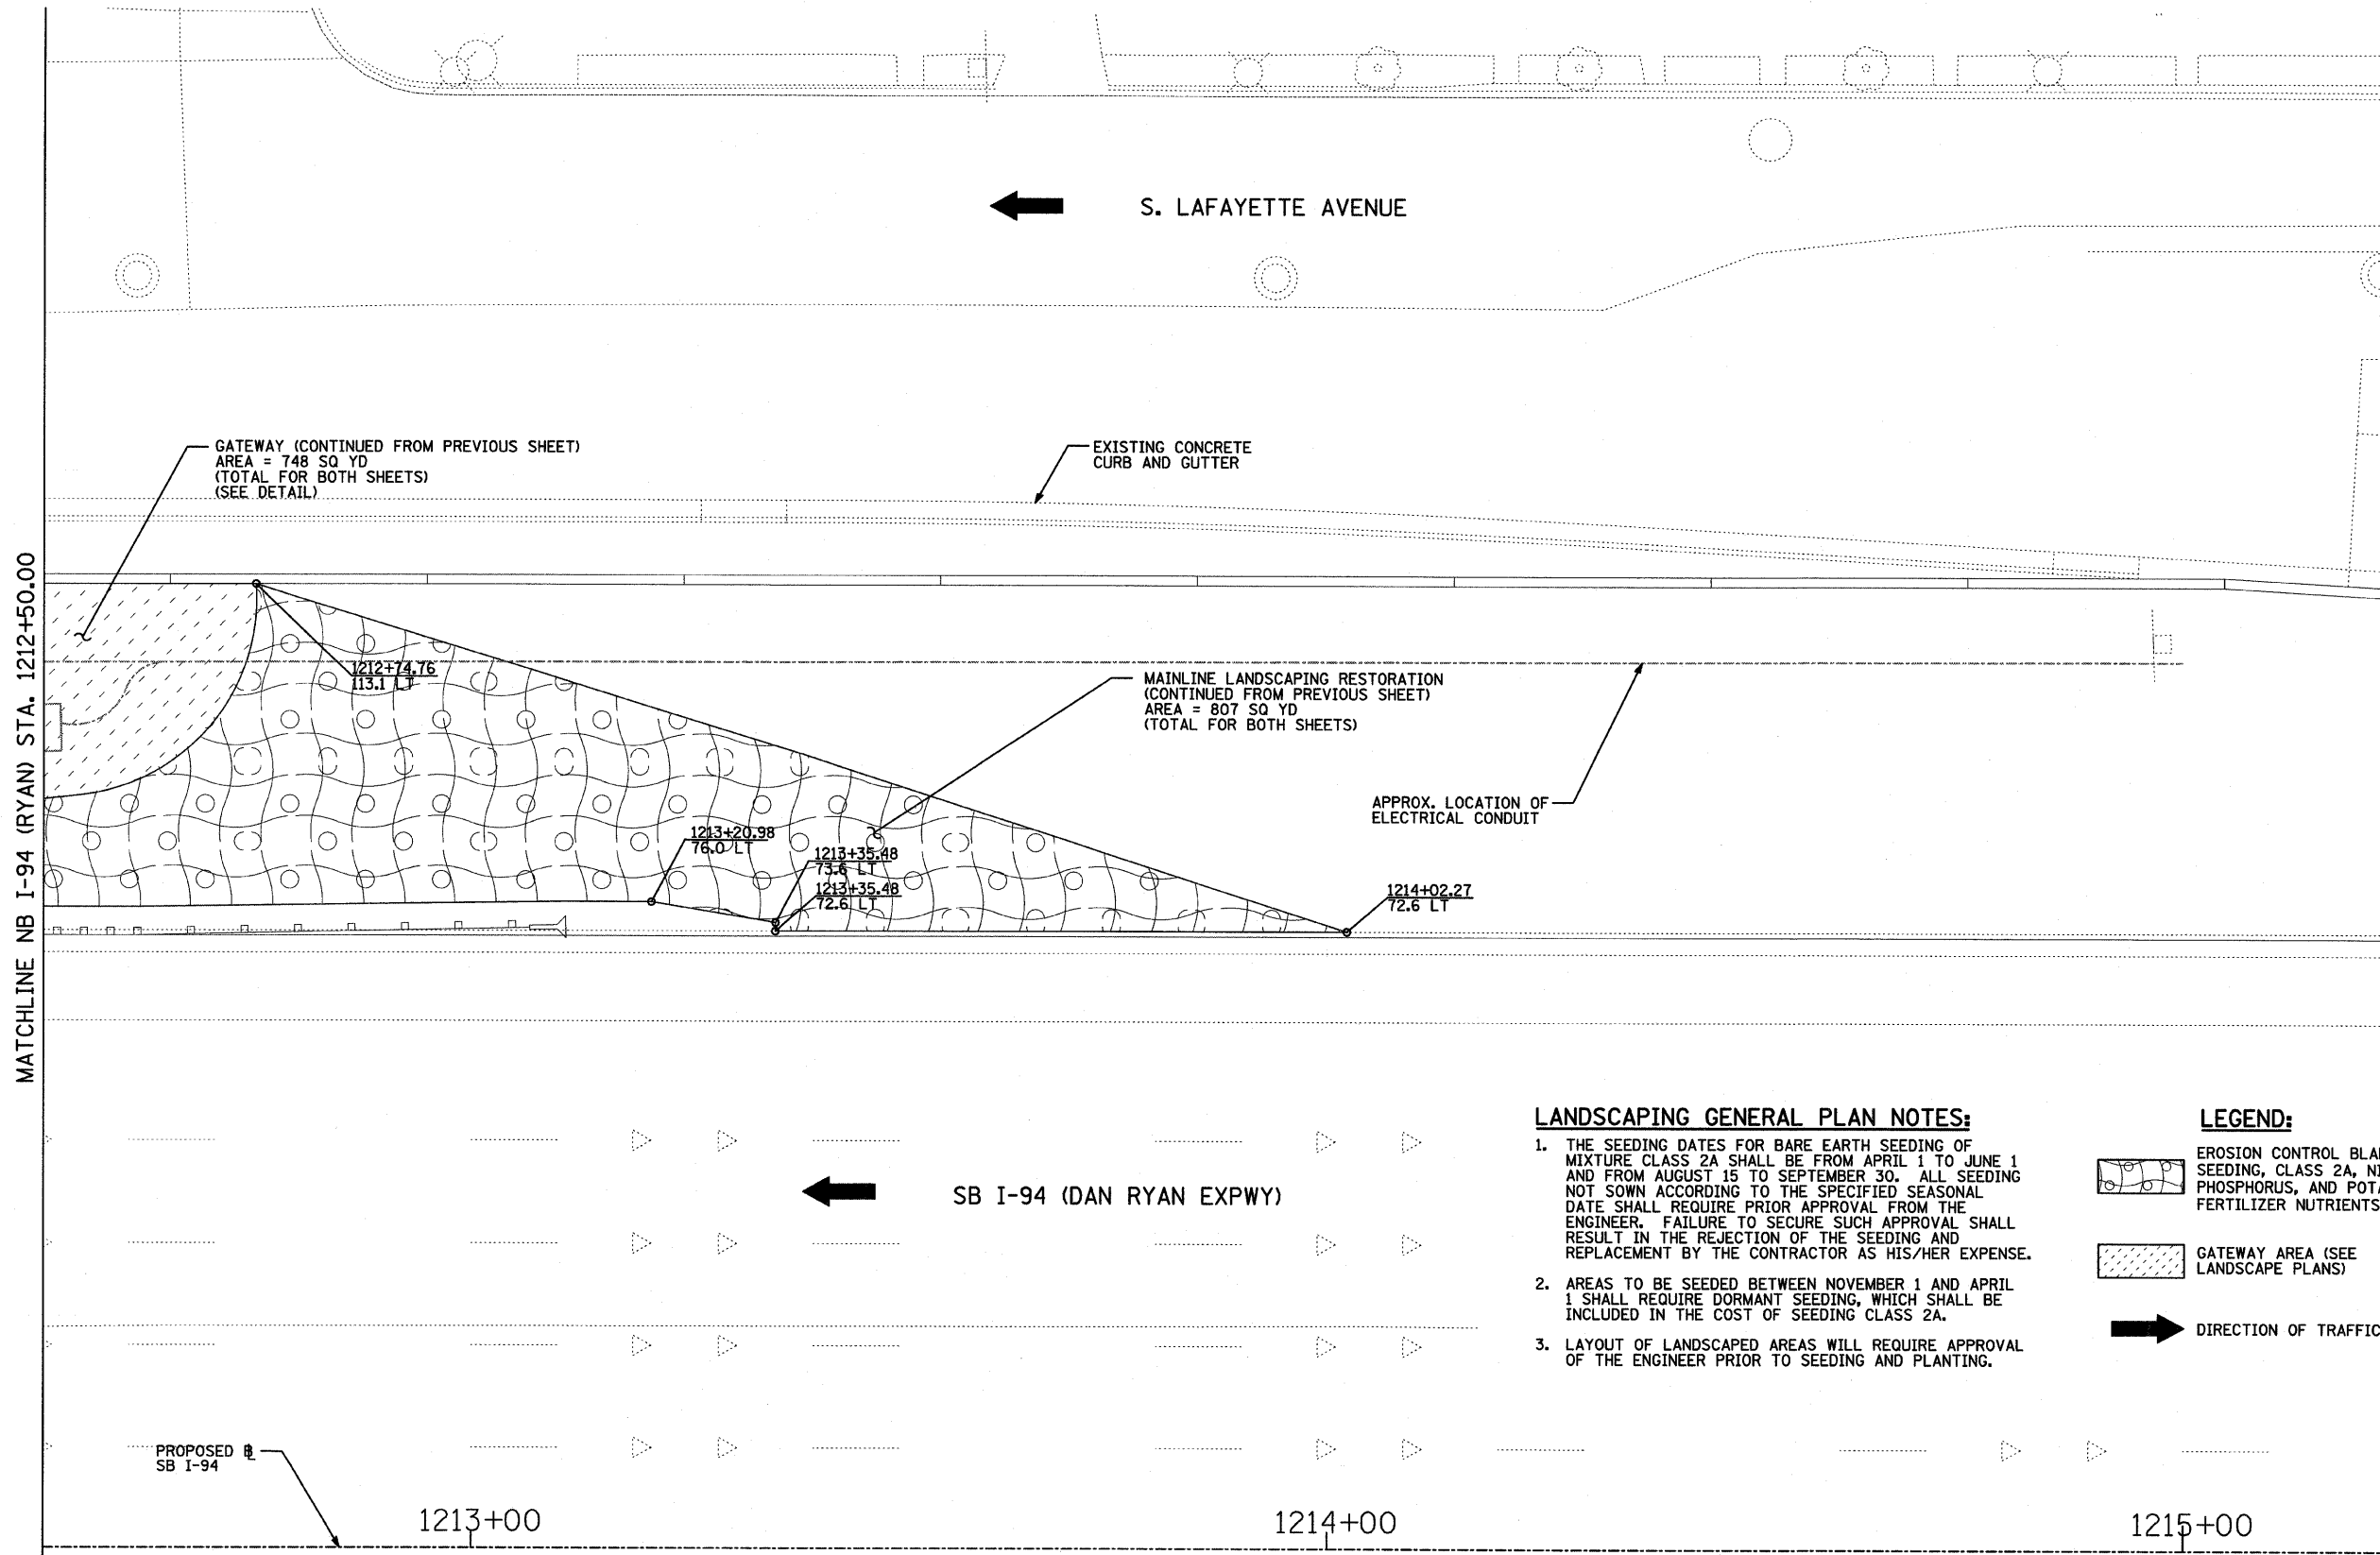 S. LAFAYETTE AVENUE
GATEWAY (CONTINUED FROM PREVIOUS SHEET)
AREA = 748 SQ YD
(TOTAL FOR BOTH SHEETS)
(SEE DETAIL)
EXISTING CONCRETE
CURB AND GUTTER
MATCHLINE NB I-94 (RYAN) STA. 1212+50.00
1212+74.76
113.1 LT
MAINLINE LANDSCAPING RESTORATION
(CONTINUED FROM PREVIOUS SHEET)
AREA = 807 SQ YD
(TOTAL FOR BOTH SHEETS)
APPROX. LOCATION OF
ELECTRICAL CONDUIT
1213+20.98
76.0 LT
1213+35.48
73.6 LT
1213+35.48
72.6 LT
1214+02.27
72.6 LT
SB I-94 (DAN RYAN EXPWY)
LANDSCAPING GENERAL PLAN NOTES:
1. THE SEEDING DATES FOR BARE EARTH SEEDING OF
MIXTURE CLASS 2A SHALL BE FROM APRIL 1 TO JUNE 1
AND FROM AUGUST 15 TO SEPTEMBER 30. ALL SEEDING
NOT SOWN ACCORDING TO THE SPECIFIED SEASONAL
DATE SHALL REQUIRE PRIOR APPROVAL FROM THE
ENGINEER. FAILURE TO SECURE SUCH APPROVAL SHALL
RESULT IN THE REJECTION OF THE SEEDING AND
REPLACEMENT BY THE CONTRACTOR AS HIS/HER EXPENSE.
2. AREAS TO BE SEEDED BETWEEN NOVEMBER 1 AND APRIL
1 SHALL REQUIRE DORMANT SEEDING, WHICH SHALL BE
INCLUDED IN THE COST OF SEEDING CLASS 2A.
3. LAYOUT OF LANDSCAPED AREAS WILL REQUIRE APPROVAL
OF THE ENGINEER PRIOR TO SEEDING AND PLANTING.
LEGEND:
EROSION CONTROL
SEEDING, CLASS 2A,
PHOSPHORUS, AND
FERTILIZER NUTRIENTS
GATEWAY AREA (SEE
LANDSCAPE PLANS)
DIRECTION OF TRAFFIC
PROPOSED ℄
SB I-94
1213+00
1214+00
1215+00